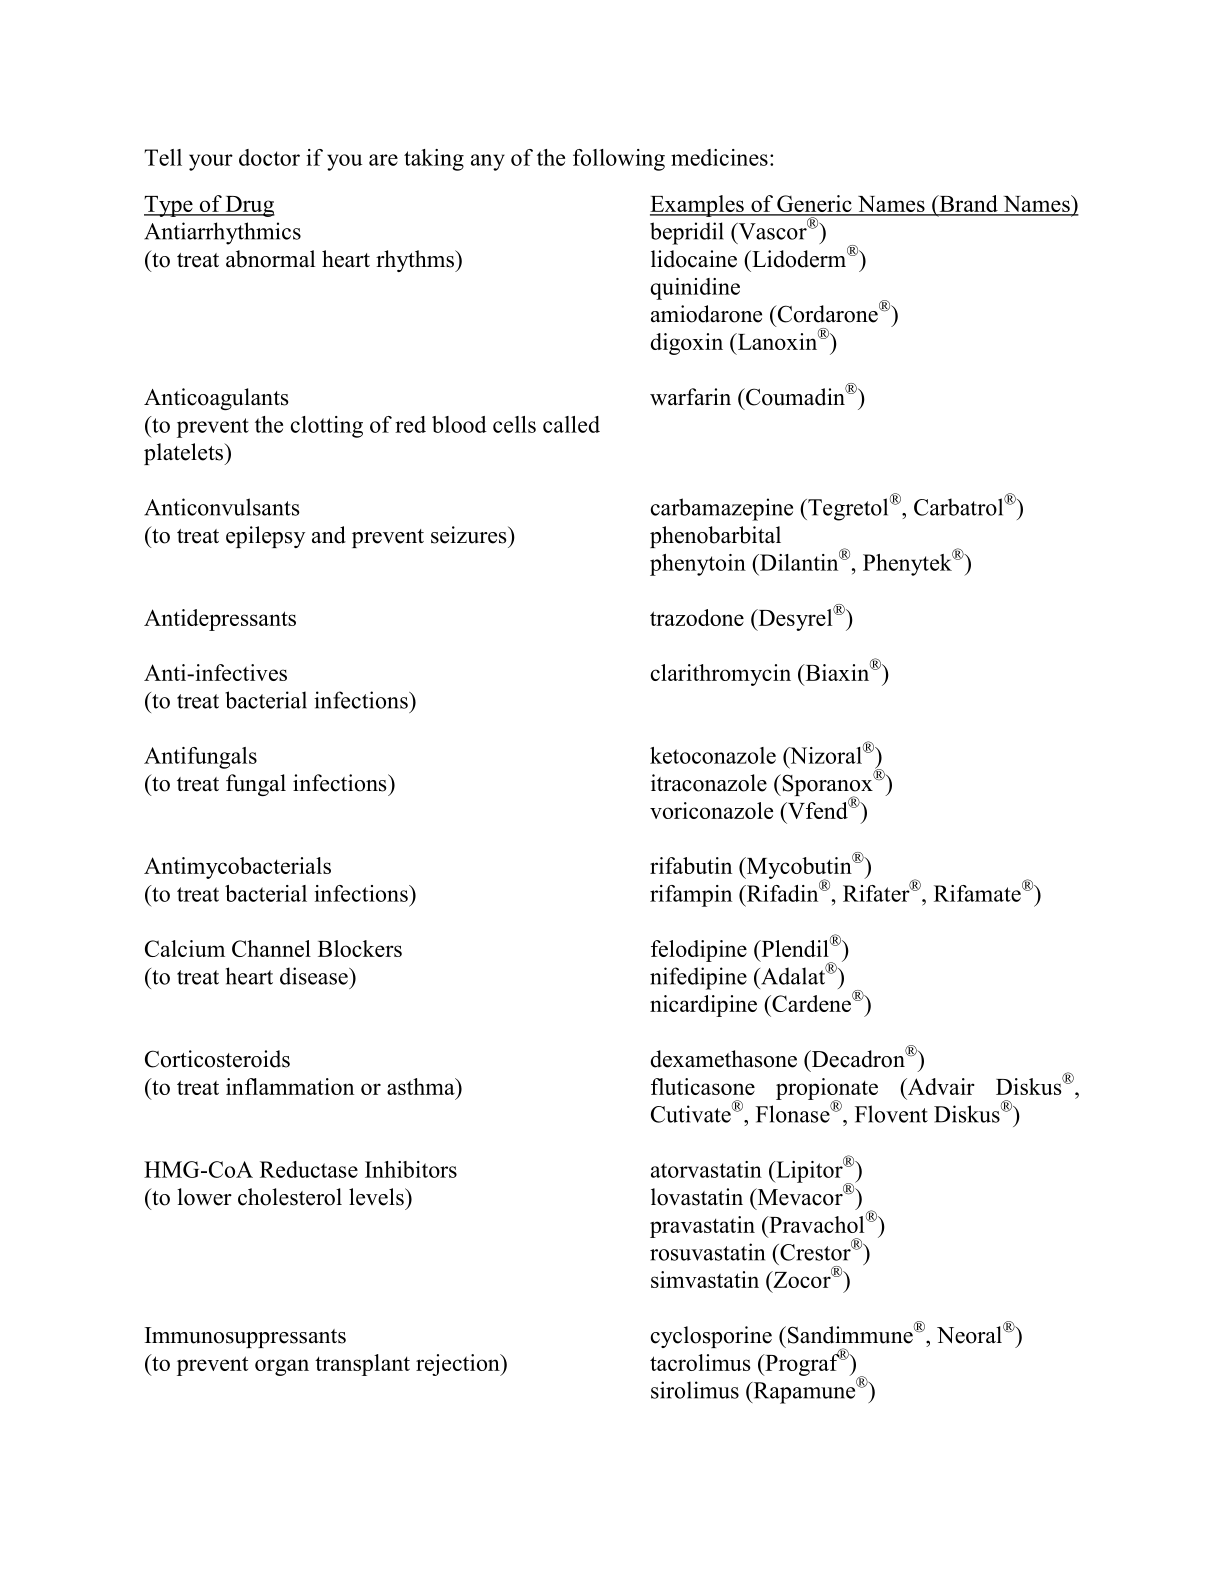 Tell your doctor if you are taking any of the following medicines:
Type of Drug Examples of Generic Names (Brand Names)
Antiarrhythmics bepridil (Vascor®)
(to treat abnormal heart rhythms) lidocaine (Lidoderm®)
quinidine
amiodarone (Cordarone®)
digoxin (Lanoxin®)
Anticoagulants warfarin (Coumadin®)
(to prevent the clotting of red blood cells called
platelets)
Anticonvulsants carbamazepine (Tegretol®, Carbatrol®)
(to treat epilepsy and prevent seizures) phenobarbital
phenytoin (Dilantin®, Phenytek®)
Antidepressants trazodone (Desyrel®)
Anti-infectives clarithromycin (Biaxin®)
(to treat bacterial infections)
Antifungals ketoconazole (Nizoral®)
(to treat fungal infections) itraconazole (Sporanox®)
voriconazole (Vfend®)
Antimycobacterials rifabutin (Mycobutin®)
(to treat bacterial infections) rifampin (Rifadin®, Rifater®, Rifamate®)
Calcium Channel Blockers felodipine (Plendil®)
(to treat heart disease) nifedipine (Adalat®)
nicardipine (Cardene®)
Corticosteroids dexamethasone (Decadron®)
(to treat inflammation or asthma) fluticasone propionate (Advair Diskus®,
Cutivate®, Flonase®, Flovent Diskus®)
HMG-CoA Reductase Inhibitors atorvastatin (Lipitor®)
(to lower cholesterol levels) lovastatin (Mevacor®)
pravastatin (Pravachol®)
rosuvastatin (Crestor®)
simvastatin (Zocor®)
Immunosuppressants cyclosporine (Sandimmune®, Neoral®)
(to prevent organ transplant rejection) tacrolimus (Prograf®)
sirolimus (Rapamune®)